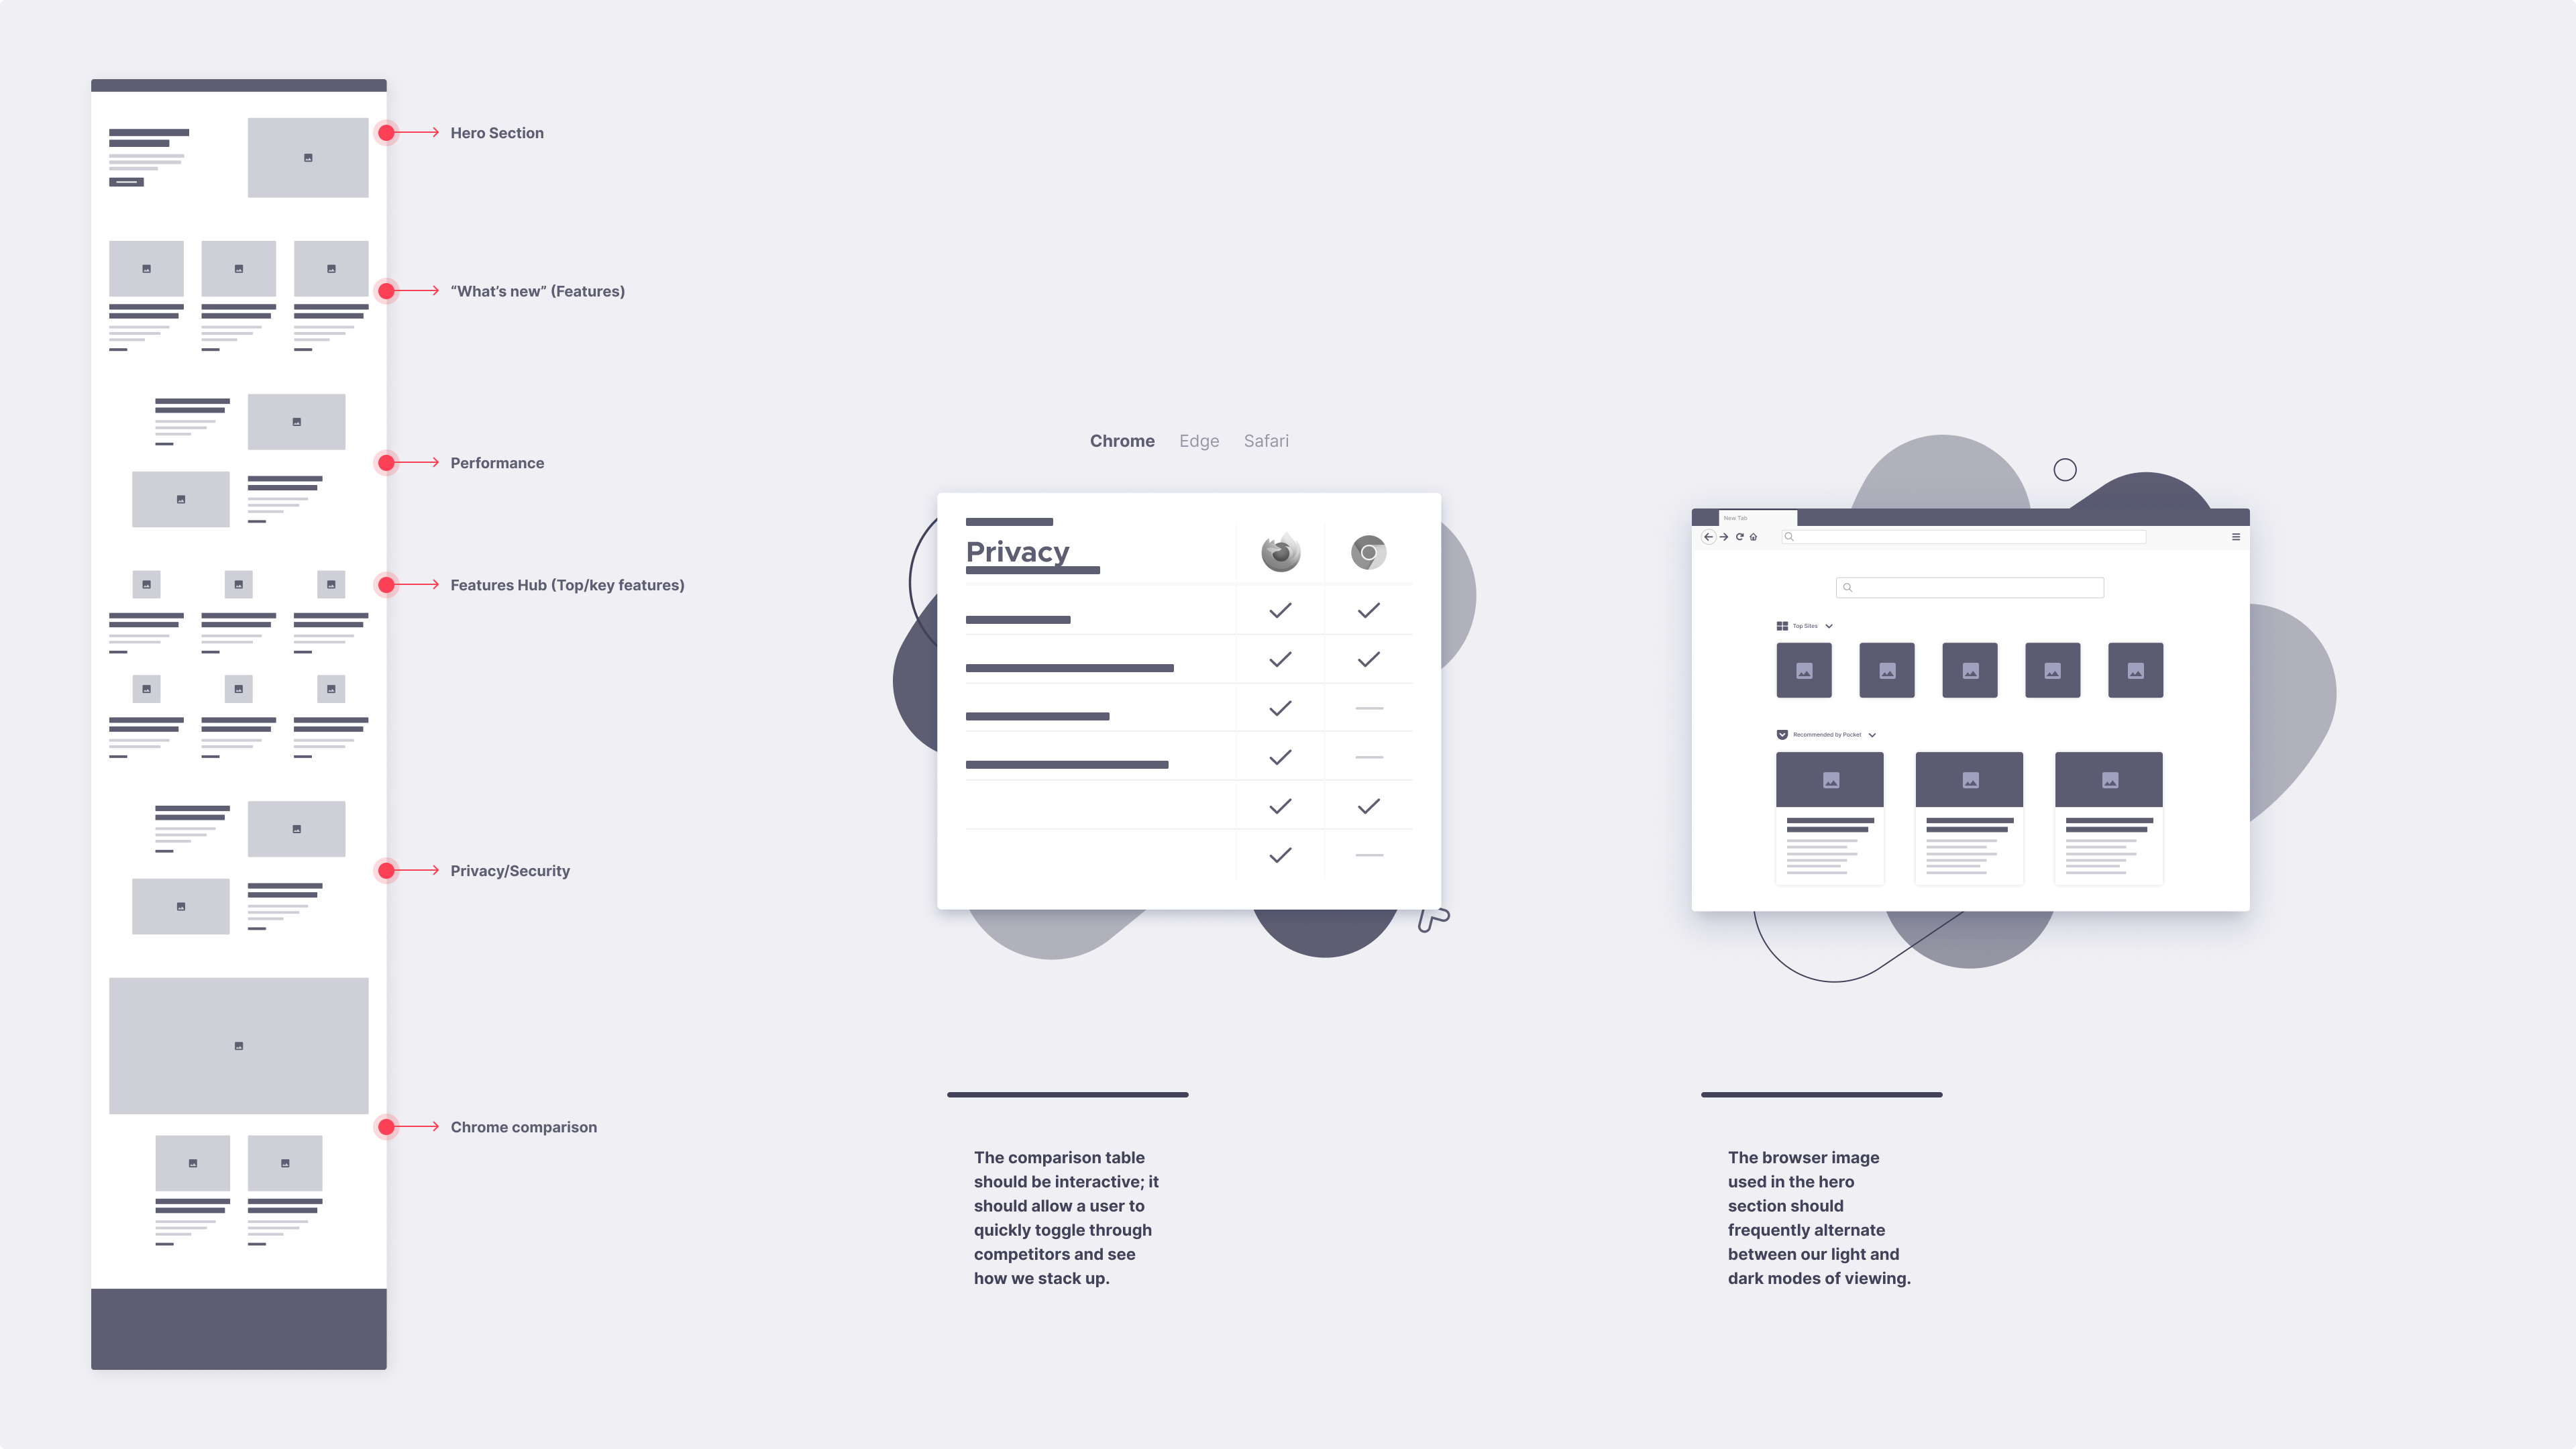 Hero Section
“What’s new” (Features)
Performance
Features Hub (Top/key features)
Privacy/Security
Chrome comparison
Chrome Edge Safari
Privacy
The comparison table
should be interactive; it
should allow a user to
quickly toggle through
competitors and see
how we stack up.
New Tab
Top Sites
Recommended by Pocket
The browser image
used in the hero
section should
frequently alternate
between our light and
dark modes of viewing.